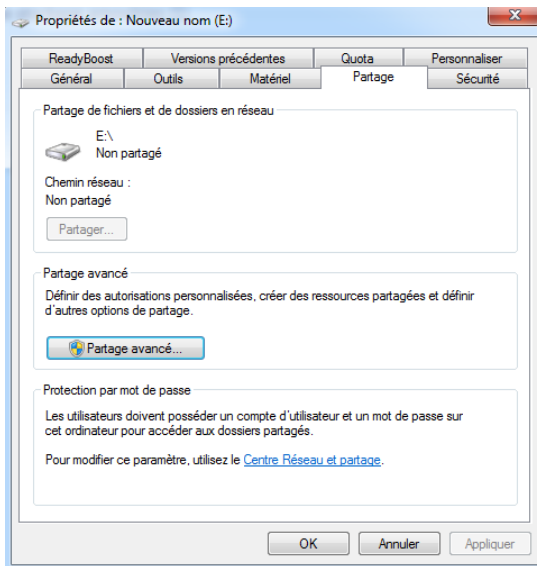 Propriétés de : Nouveau nom (E:)
ReadyBoost Versions précédentes Quota Personnaliser
Général Outils Matériel Partage Sécurité
Partage de fichiers et de dossiers en réseau
E:\
Non partagé
Chemin réseau :
Non partagé
Partager...
Partage avancé
Définir des autorisations personnalisées, créer des ressources partagées et définir
d'autres options de partage.
Partage avancé...
Protection par mot de passe
Les utilisateurs doivent posséder un compte d'utilisateur et un mot de passe sur
cet ordinateur pour accéder aux dossiers partagés.
Pour modifier ce paramètre, utilisez le Centre Réseau et partage.
OK Annuler Appliquer